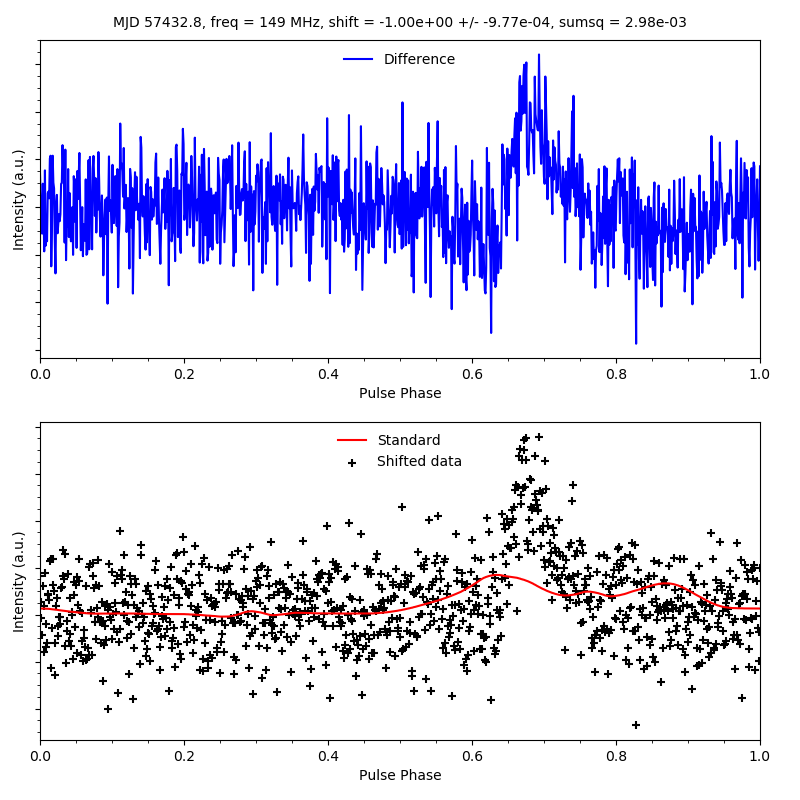 MJD 57432.8, freq = 149 MHz, shift = -1.00e+00 +/- -9.77e-04, sumsq = 2.98e-03
Difference
Intensity (a.u.)
0.0 0.2 0.4 0.6 0.8 1.0
Pulse Phase
Standard
Shifted data
Intensity (a.u.)
0.0 0.2 0.4 0.6 0.8 1.0
Pulse Phase